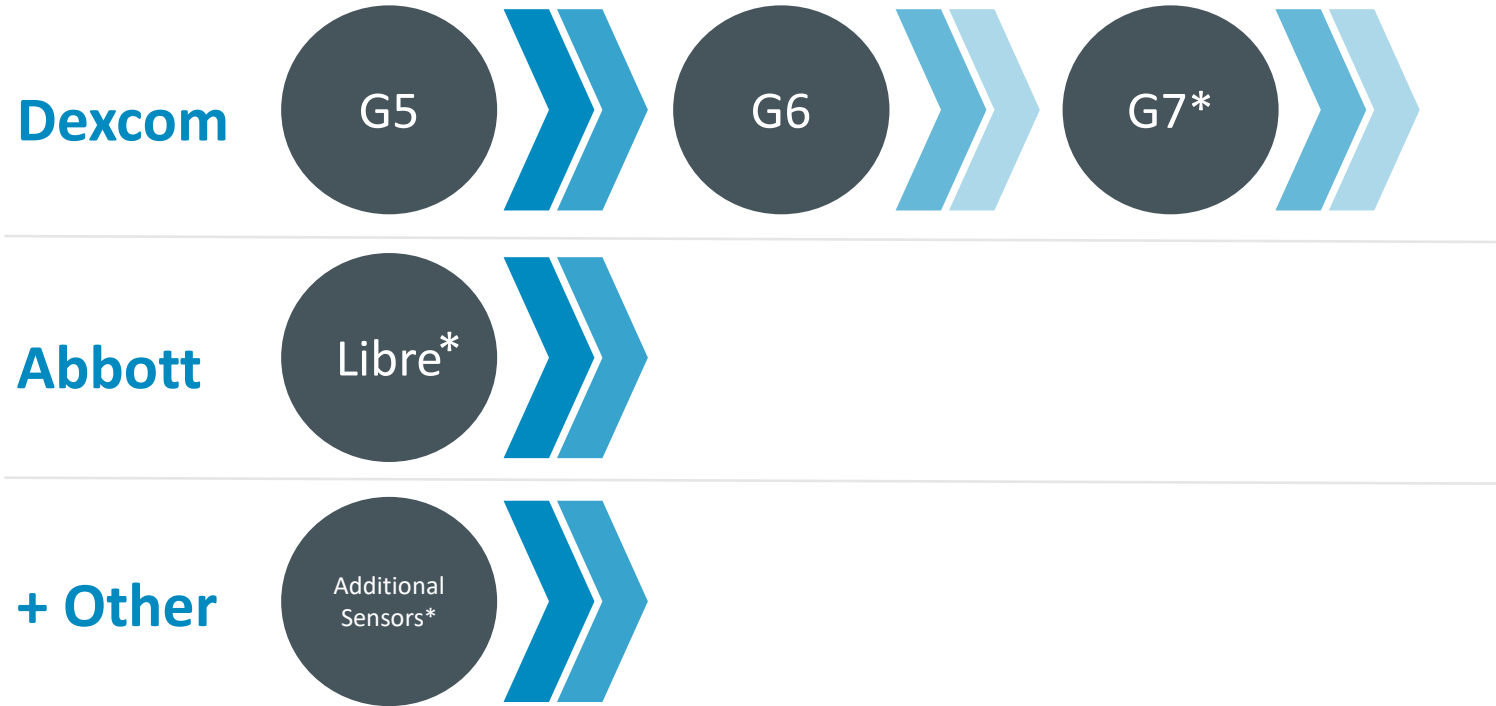 Dexcom
G5
G6
G7*
Abbott
Libre*
+ Other
Additional
Sensors*